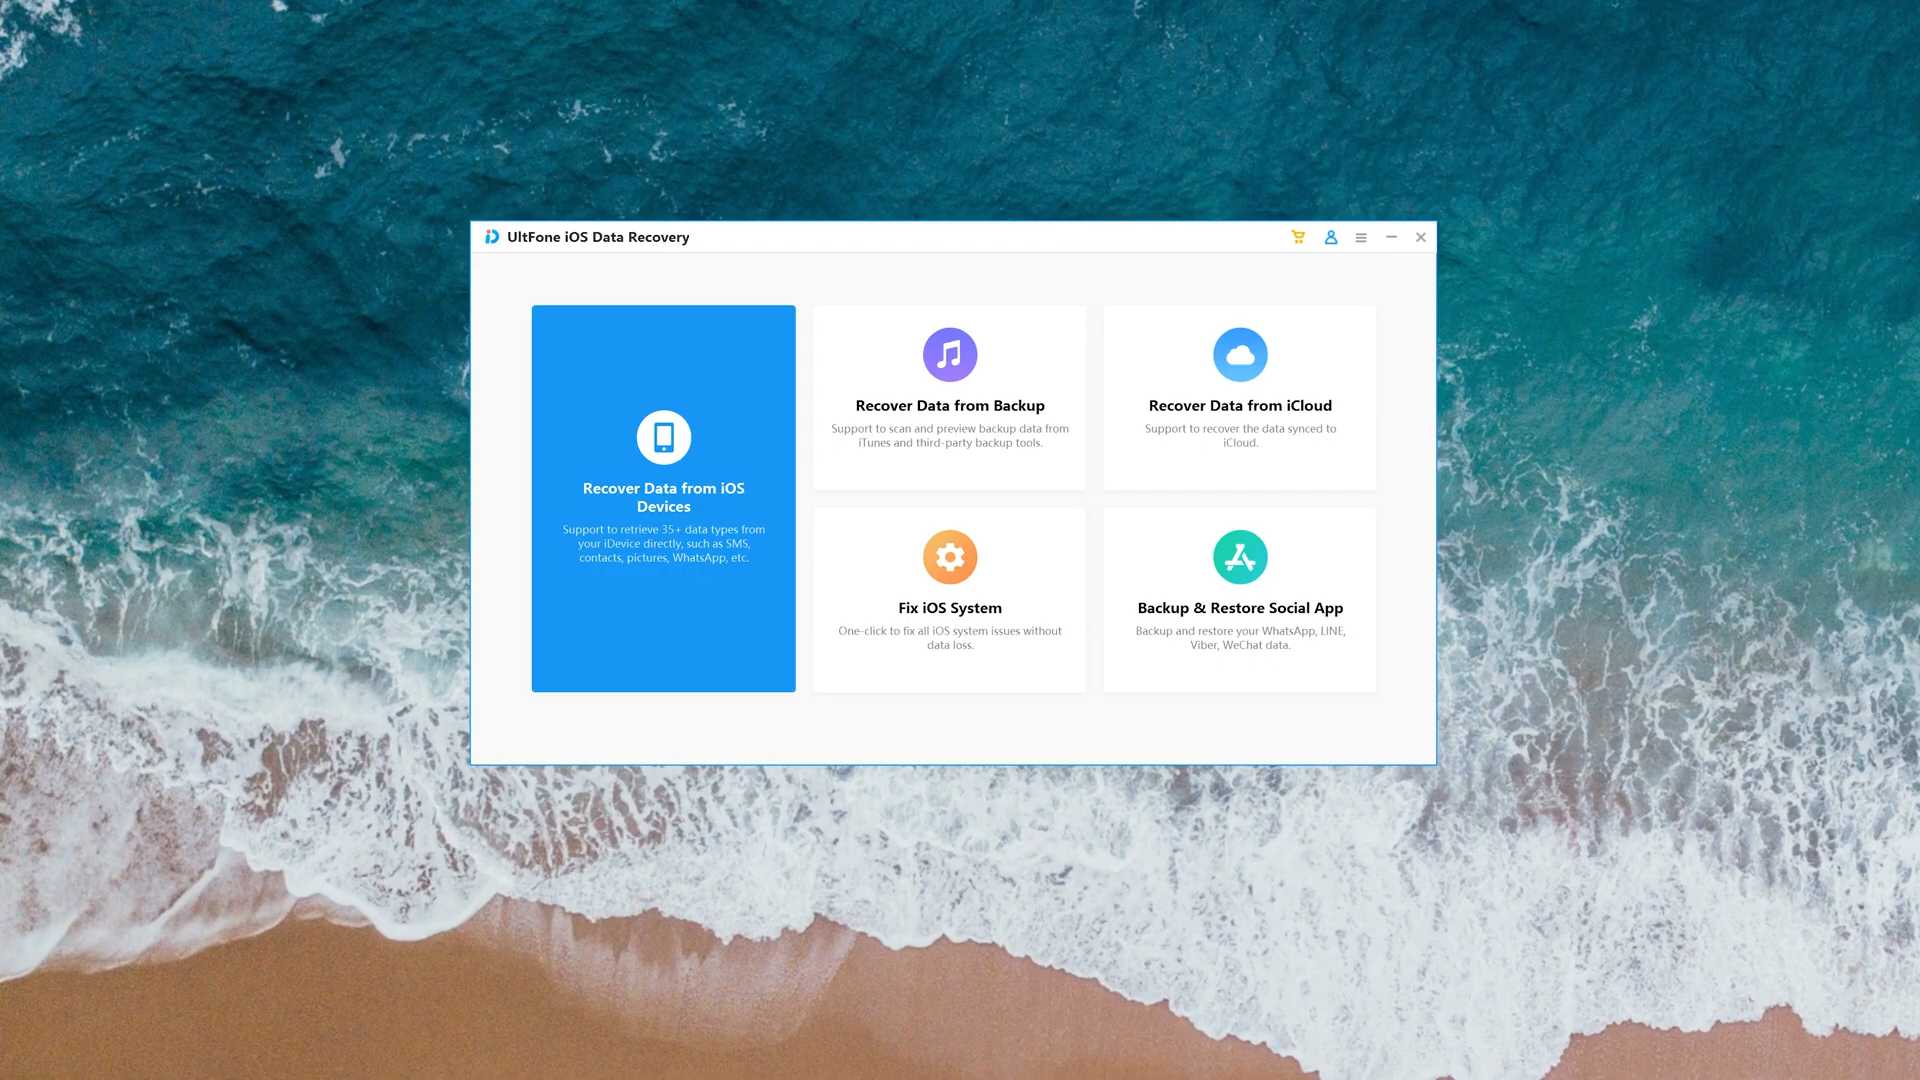 UltFone iOS Data Recovery
Recover Data from iOS
Devices
Support to retrieve 35+ data types from
your iDevice directly, such as SMS,
contacts, pictures, WhatsApp, etc.
Recover Data from Backup
Support to scan and preview backup data from
iTunes and third-party backup tools.
Recover Data from iCloud
Support to recover the data synced to
iCloud.
Fix iOS System
One-click to fix all iOS system issues without
data loss.
Backup & Restore Social App
Backup and restore your WhatsApp, LINE,
Viber, WeChat data.